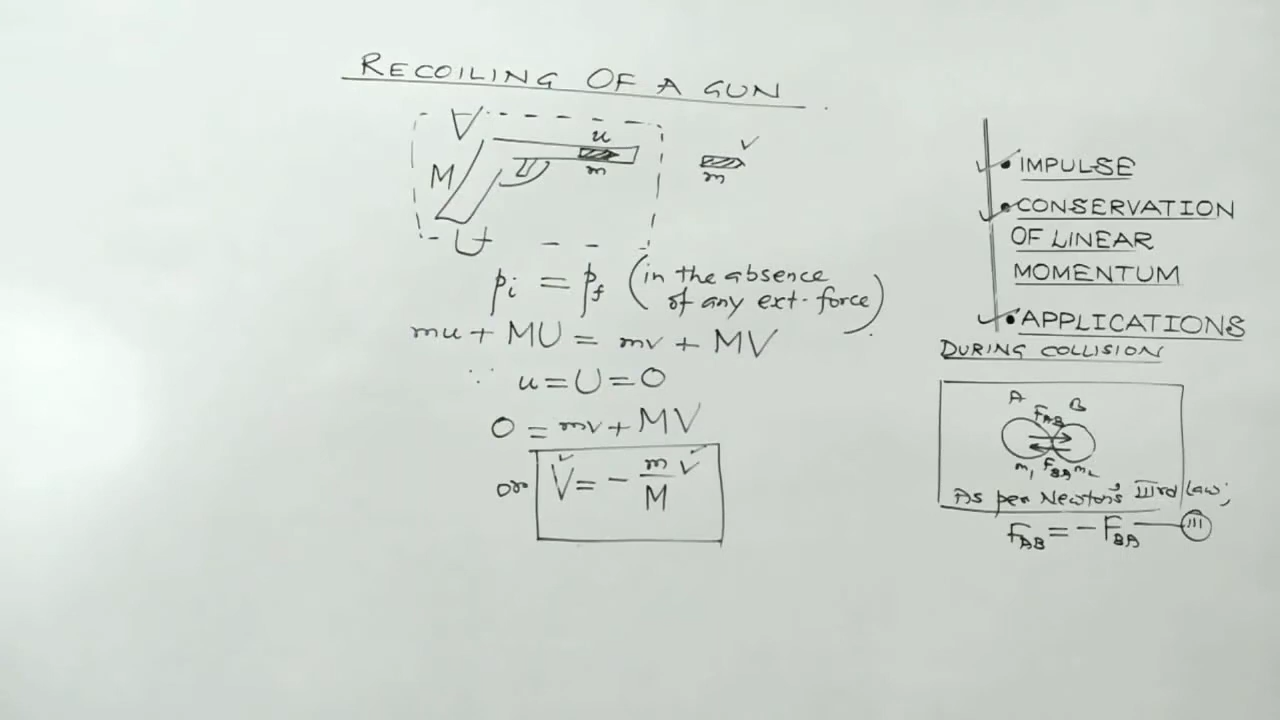 RECOILING OF A GUN
V
u
M
m
v
m
U
pi = pf (in the absence
of any ext. force)
mu + MU = mv + MV
∵ u = U = 0
0 = mv + MV
or V = - m/M v
• IMPULSE
• CONSERVATION
OF LINEAR
MOMENTUM
• APPLICATIONS
DURING COLLISION
A
B
FAB
m1
FBA
m2
As per Newton's IIIrd law;
FAB = - FBA — III